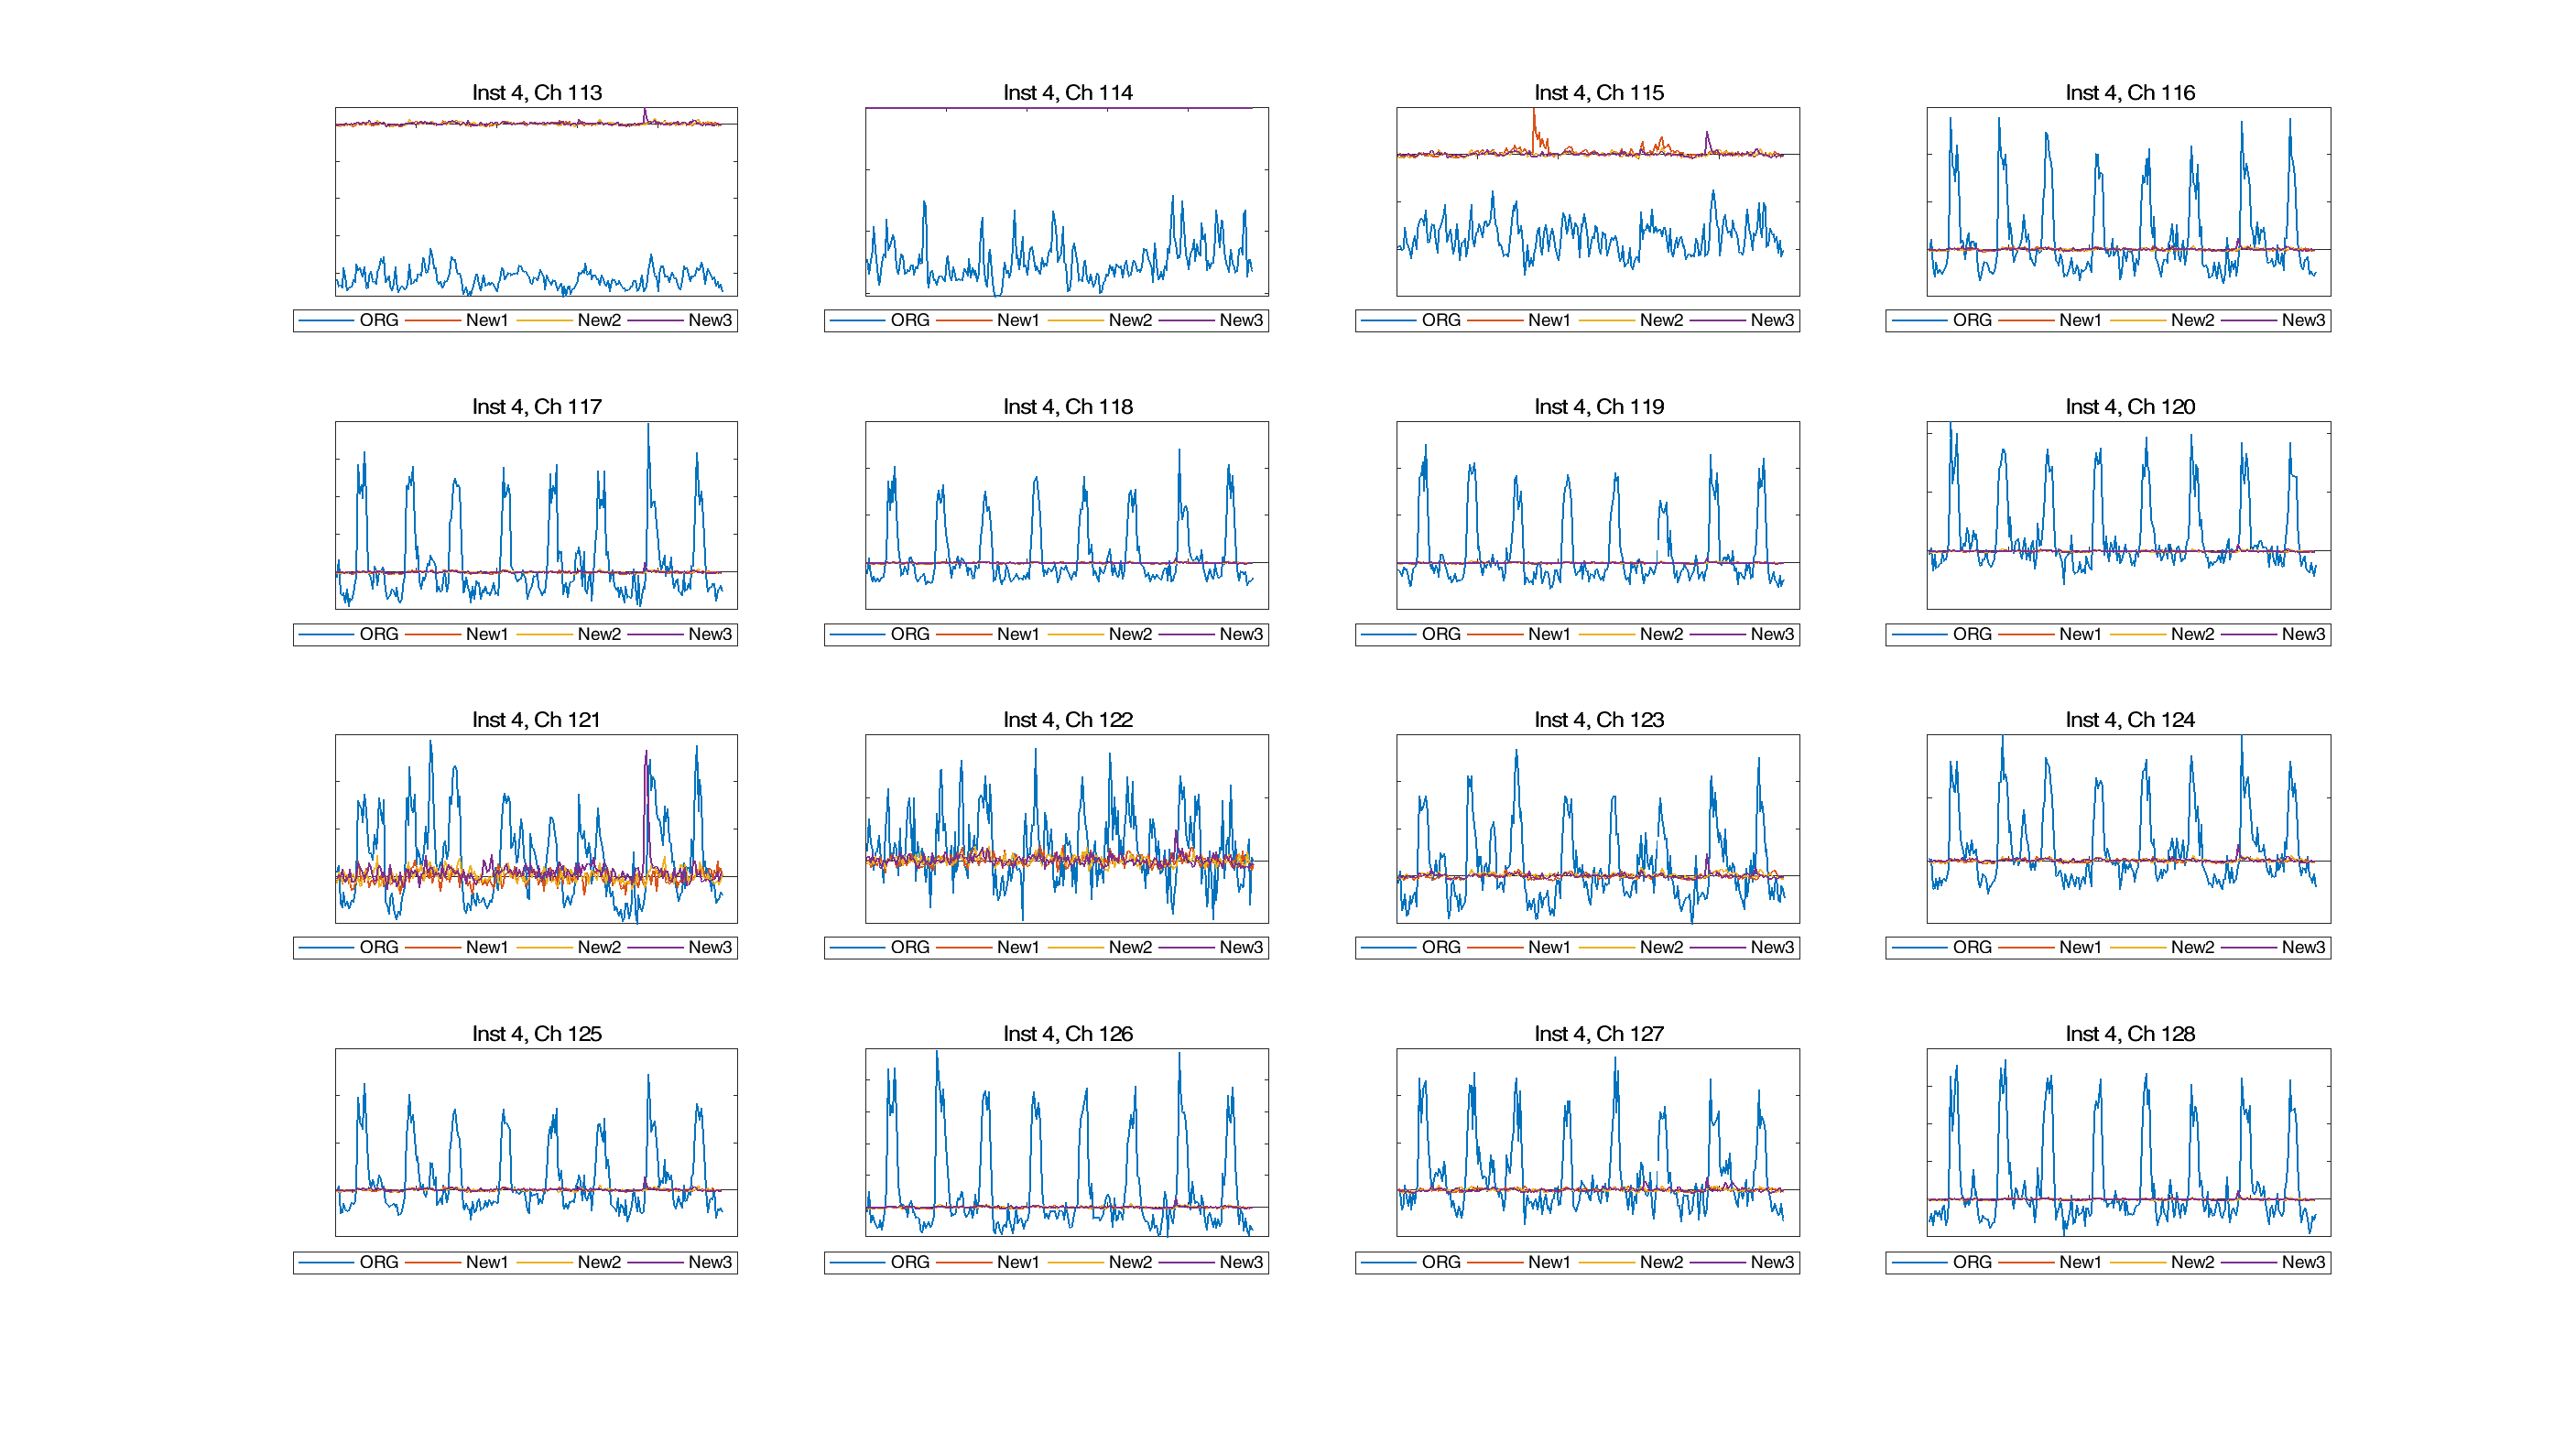 Inst 4, Ch 113
Inst 4, Ch 114
Inst 4, Ch 115
Inst 4, Ch 116
ORG New1 New2 New3
ORG New1 New2 New3
ORG New1 New2 New3
ORG New1 New2 New3
Inst 4, Ch 117
Inst 4, Ch 118
Inst 4, Ch 119
Inst 4, Ch 120
ORG New1 New2 New3
ORG New1 New2 New3
ORG New1 New2 New3
ORG New1 New2 New3
Inst 4, Ch 121
Inst 4, Ch 122
Inst 4, Ch 123
Inst 4, Ch 124
ORG New1 New2 New3
ORG New1 New2 New3
ORG New1 New2 New3
ORG New1 New2 New3
Inst 4, Ch 125
Inst 4, Ch 126
Inst 4, Ch 127
Inst 4, Ch 128
ORG New1 New2 New3
ORG New1 New2 New3
ORG New1 New2 New3
ORG New1 New2 New3